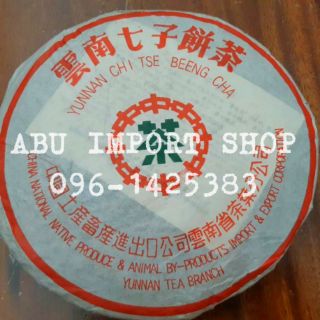 雲南七子餅茶
YUNNAN CHI TSE BEENG CHA
ABU IMPORT SHOP
茶
096-1425383
中國土產畜產進出口公司雲南省茶葉公司
CHINA NATIONAL NATIVE PRODUCE & ANIMAL BY-PRODUCTS IMPORT & EXPORT CORPORATION
YUNNAN TEA BRANCH